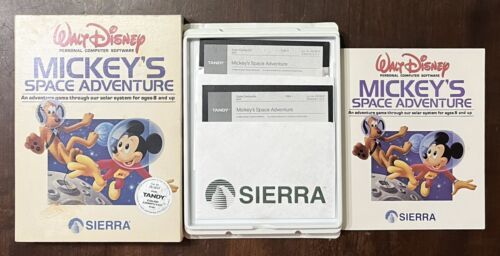 Walt Disney
PERSONAL COMPUTER SOFTWARE
MICKEY'S
SPACE ADVENTURE
An adventure game through our solar system for ages 8 and up
TANDY
SIERRA
TANDY
Mickey's Space Adventure
TANDY
Mickey's Space Adventure
SIERRA
Walt Disney
PERSONAL COMPUTER SOFTWARE
MICKEY'S
SPACE ADVENTURE
An adventure game through our solar system for ages 8 and up
SIERRA